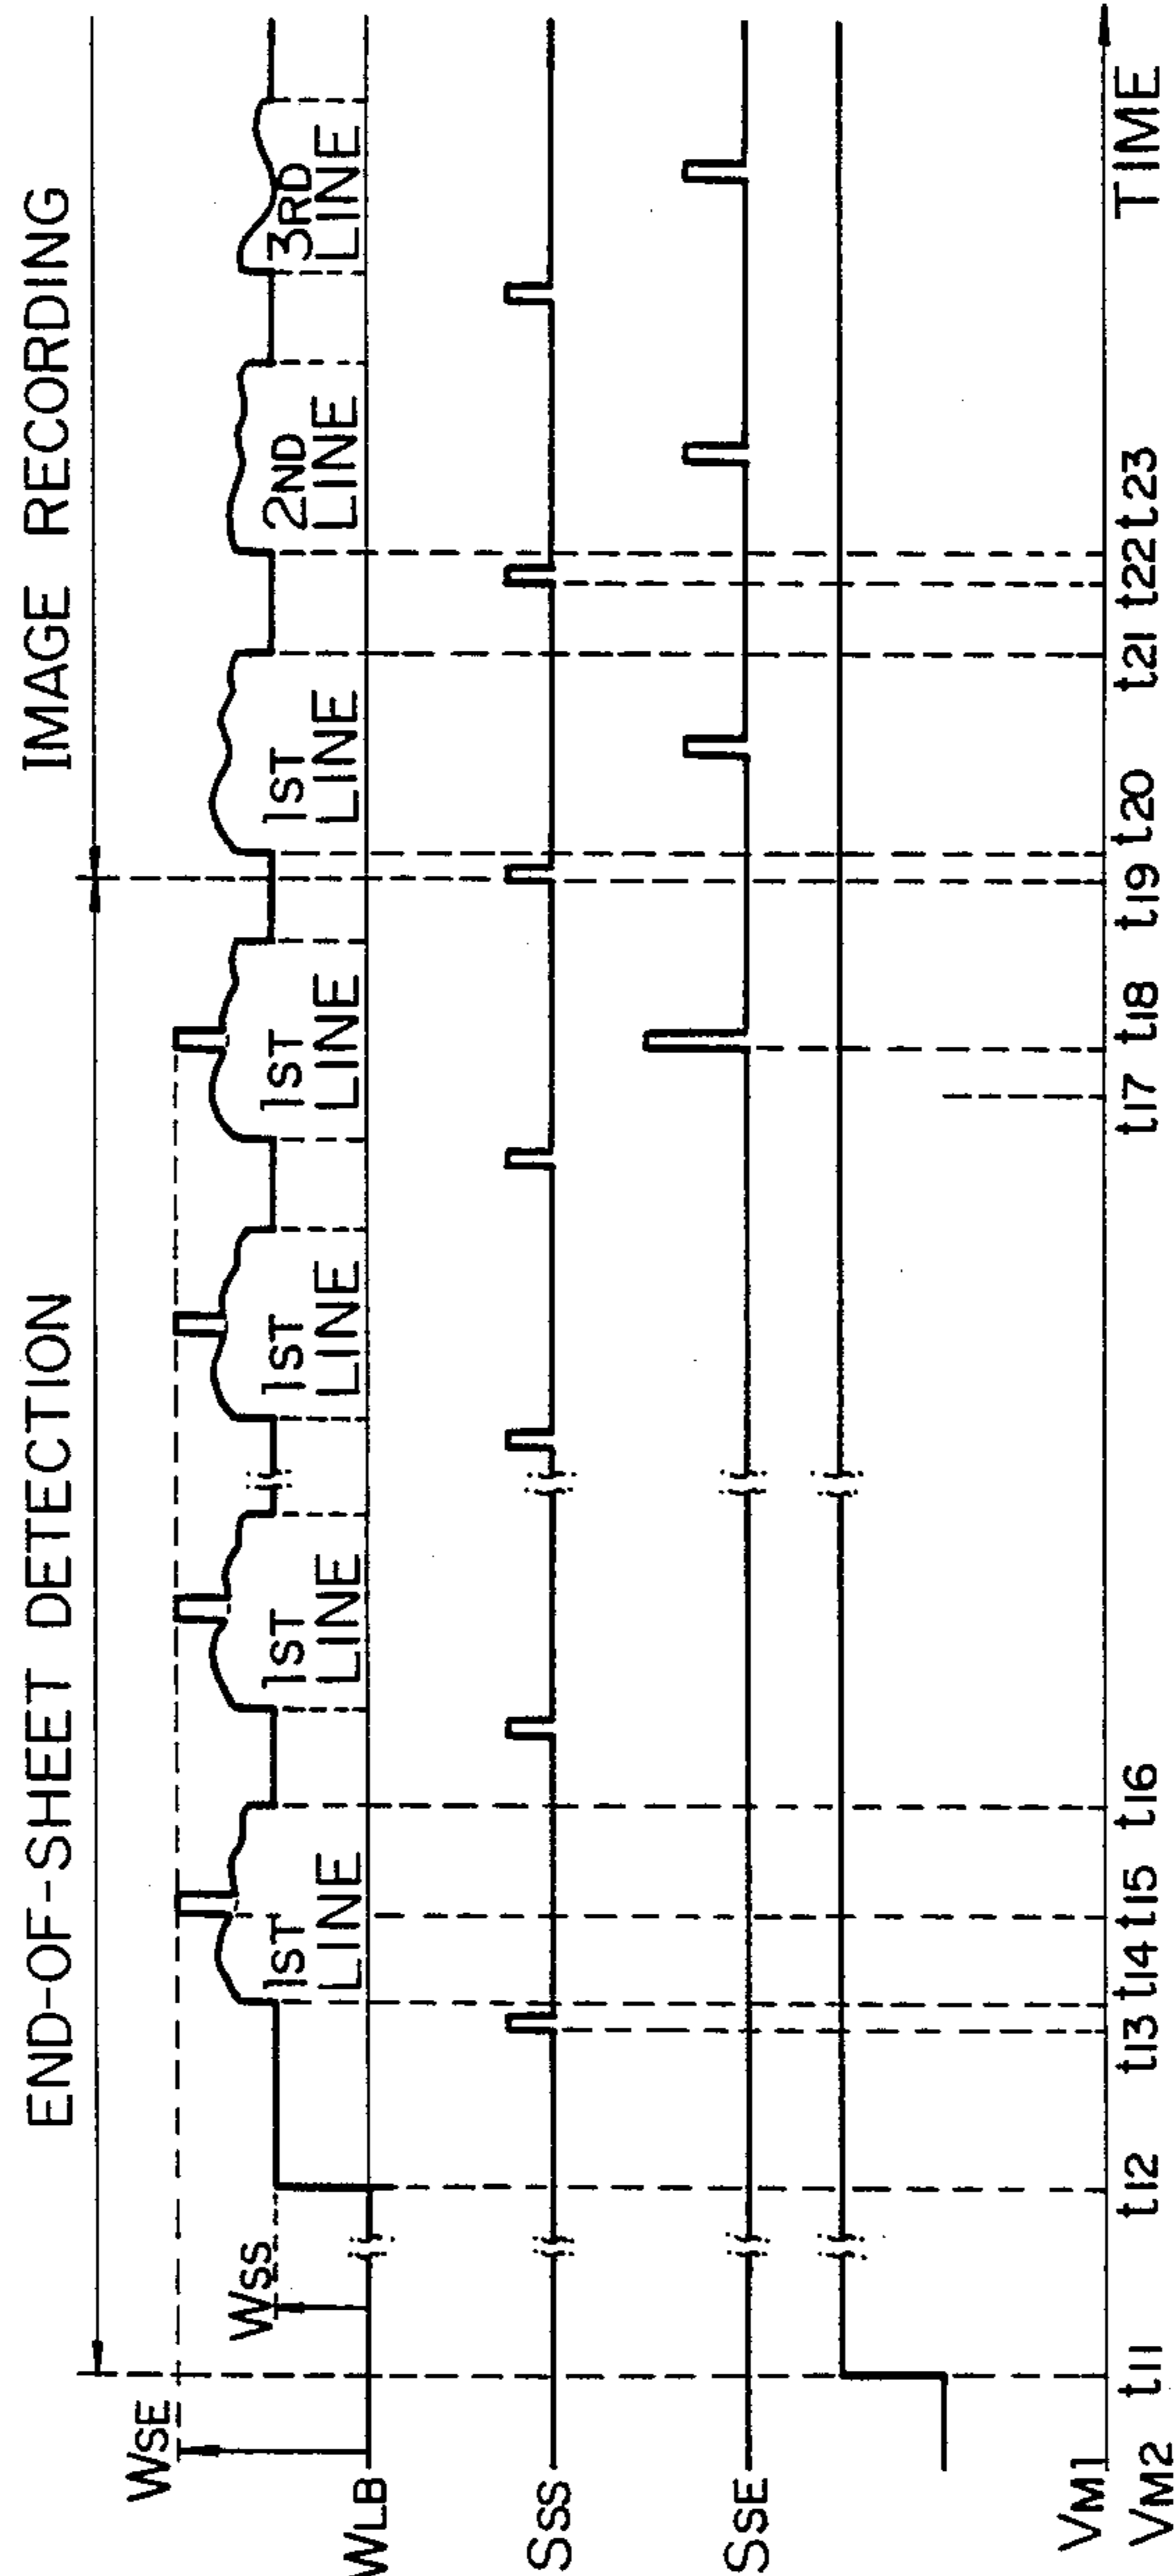 END-OF-SHEET DETECTION
IMAGE RECORDING
WSE
WSS
WLB
1ST
LINE
1ST
LINE
1ST
LINE
1ST
LINE
1ST
LINE
2ND
LINE
3RD
LINE
SSS
SSE
VM1
VM2
t11 t12 t13 t14 t15 t16 t17 t18 t19 t20 t21 t22 t23
TIME